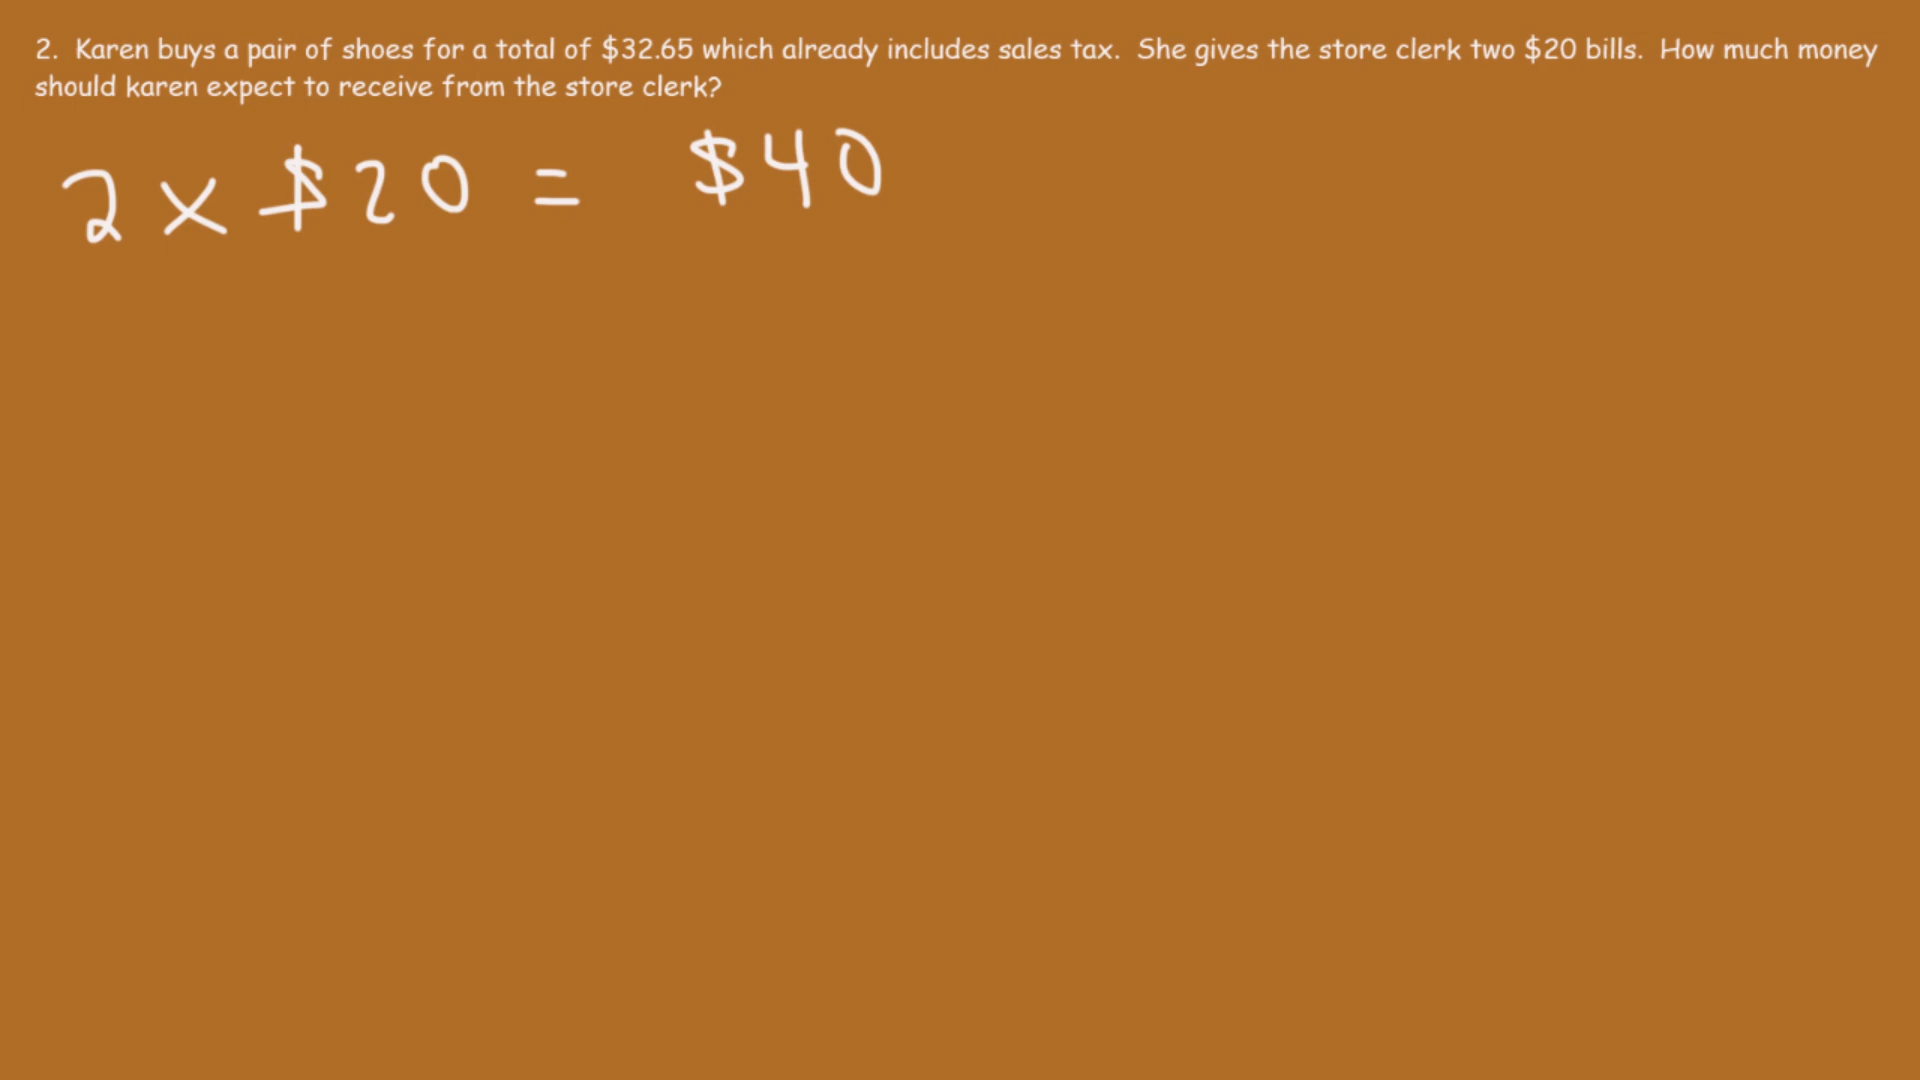 2. Karen buys a pair of shoes for a total of $32.65 which already includes sales tax. She gives the store clerk two $20 bills. How much money
should karen expect to receive from the store clerk?
2 x $20 = $40